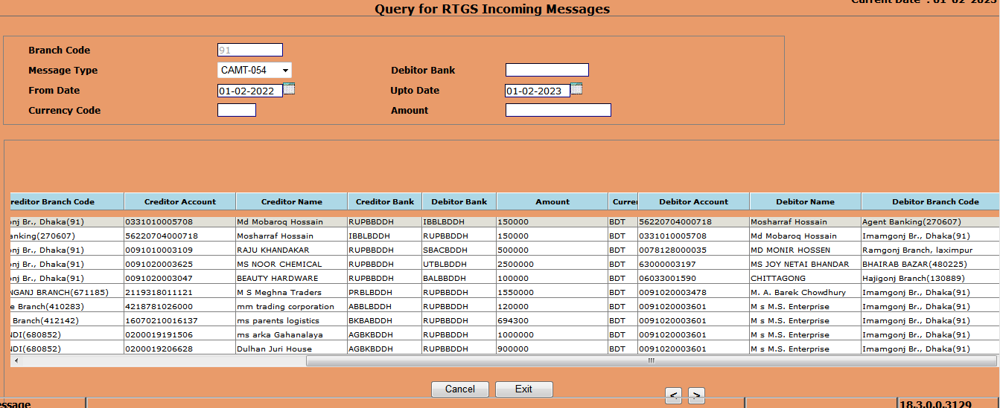 Query for RTGS Incoming Messages
Current Date : 01-02-2023
Branch Code 91
Message Type CAMT-054 Debitor Bank
From Date 01-02-2022 Upto Date 01-02-2023
Currency Code Amount
reditor Branch Code Creditor Account Creditor Name Creditor Bank Debitor Bank Amount Curre Debitor Account Debitor Name Debitor Branch Code
onj Br., Dhaka(91) 0331010005708 Md Mobaroq Hossain RUPBBDDH IBBLBDDH 150000 BDT 56220704000718 Mosharraf Hossain Agent Banking(270607)
anking(270607) 56220704000718 Mosharraf Hossain IBBLBDDH RUPBBDDH 150000 BDT 0331010005708 Md Mobaroq Hossain Imamgonj Br., Dhaka(91)
onj Br., Dhaka(91) 0091010003109 RAJU KHANDAKAR RUPBBDDH SBACBDDH 500000 BDT 0078128000035 MD MONIR HOSSEN Ramgonj Branch, laximpur
onj Br., Dhaka(91) 0091020003625 MS NOOR CHEMICAL RUPBBDDH UTBLBDDH 2500000 BDT 63000003197 MS JOY NETAI BHANDAR BHAIRAB BAZAR(480225)
onj Br., Dhaka(91) 0091020003047 BEAUTY HARDWARE RUPBBDDH BALBBDDH 100000 BDT 06033001590 CHITTAGONG Hajigonj Branch(130889)
NGANJ BRANCH(671185) 2119318011121 M S Meghna Traders PRBLBDDH RUPBBDDH 1550000 BDT 0091020003478 M. A. Barek Chowdhury Imamgonj Br., Dhaka(91)
e Branch(410283) 4218781026000 mm trading corporation ABBLBDDH RUPBBDDH 120000 BDT 0091020003601 M s M.S. Enterprise Imamgonj Br., Dhaka(91)
Branch(412142) 16070210016137 ms parents logistics BKBABDDH RUPBBDDH 694300 BDT 0091020003601 M s M.S. Enterprise Imamgonj Br., Dhaka(91)
NDI(680852) 0200019191506 ms arka Gahanalaya AGBKBDDH RUPBBDDH 1000000 BDT 0091020003601 M s M.S. Enterprise Imamgonj Br., Dhaka(91)
NDI(680852) 0200019206628 Dulhan Juri House AGBKBDDH RUPBBDDH 900000 BDT 0091020003601 M s M.S. Enterprise Imamgonj Br., Dhaka(91)
Cancel Exit < >
essage 18.3.0.0.3129